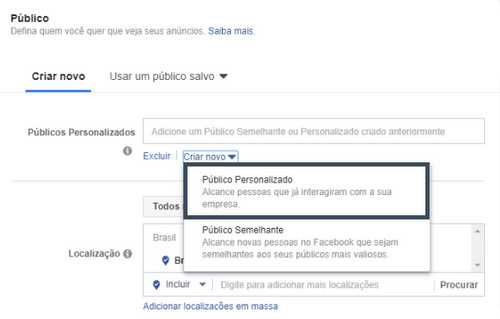 Público
Defina quem você quer que veja seus anúncios. Saiba mais.
Criar novo Usar um público salvo
Públicos Personalizados Adicione um Público Semelhante ou Personalizado criado anteriormente
Excluir Criar novo
Público Personalizado
Alcance pessoas que já interagiram com a sua
empresa.
Todos
Público Semelhante
Brasil
Alcance novas pessoas no Facebook que sejam
semelhantes aos seus públicos mais valiosos.
Localização
Incluir Digite para adicionar mais localizações Procurar
Adicionar localizações em massa